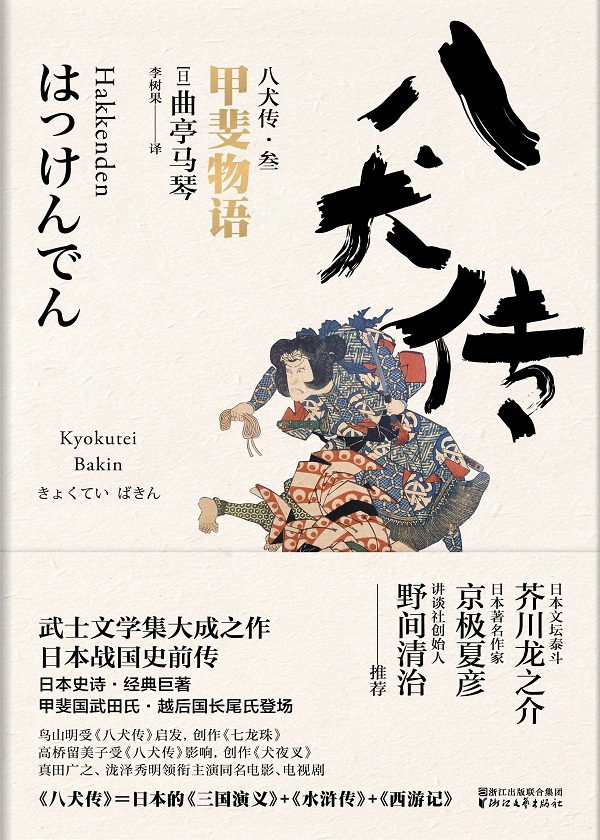 八犬传
八犬传·叁
甲斐物语
[日]曲亭马琴
李树果——译
Hakkenden
はっけんでん
Kyokutei
Bakin
きょくてい ばきん
日本文坛泰斗
芥川龙之介
日本著名作家
京极夏彦
讲谈社创始人
野间清治
——推荐
武士文学集大成之作
日本战国史前传
日本史诗·经典巨著
甲斐国武田氏·越后国长尾氏登场
鸟山明受《八犬传》启发，创作《七龙珠》
高桥留美子受《八犬传》影响，创作《犬夜叉》
真田广之、泷泽秀明领衔主演同名电影、电视剧
《八犬传》＝日本的《三国演义》+《水浒传》+《西游记》
浙江出版联合集团
浙江文艺出版社